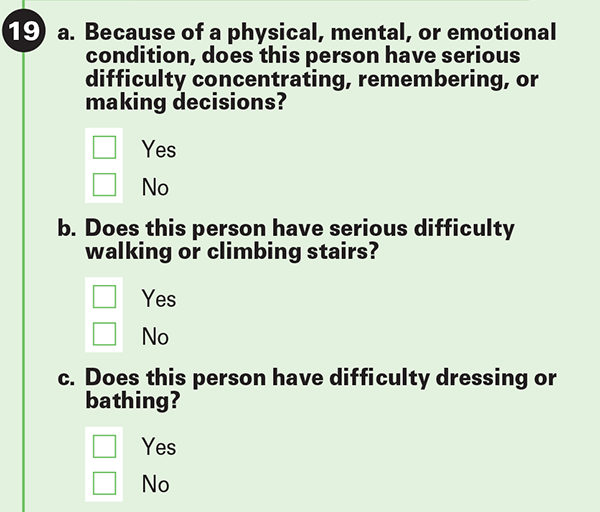 19 a. Because of a physical, mental, or emotional
condition, does this person have serious
difficulty concentrating, remembering, or
making decisions?
Yes
No
b. Does this person have serious difficulty
walking or climbing stairs?
Yes
No
c. Does this person have difficulty dressing or
bathing?
Yes
No